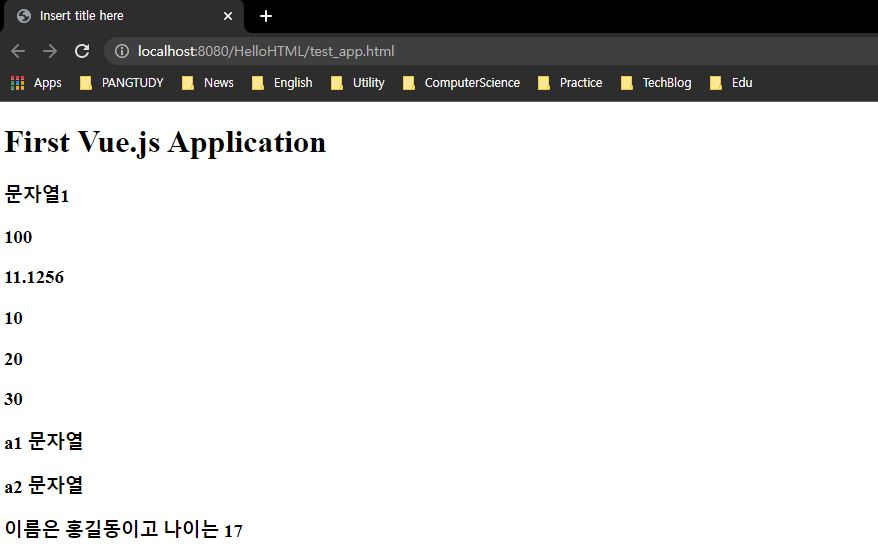 Insert title here
localhost:8080/HelloHTML/test_app.html
Apps PANGTUDY News English Utility ComputerScience Practice TechBlog Edu
First Vue.js Application
문자열1
100
11.1256
10
20
30
a1 문자열
a2 문자열
이름은 홍길동이고 나이는 17